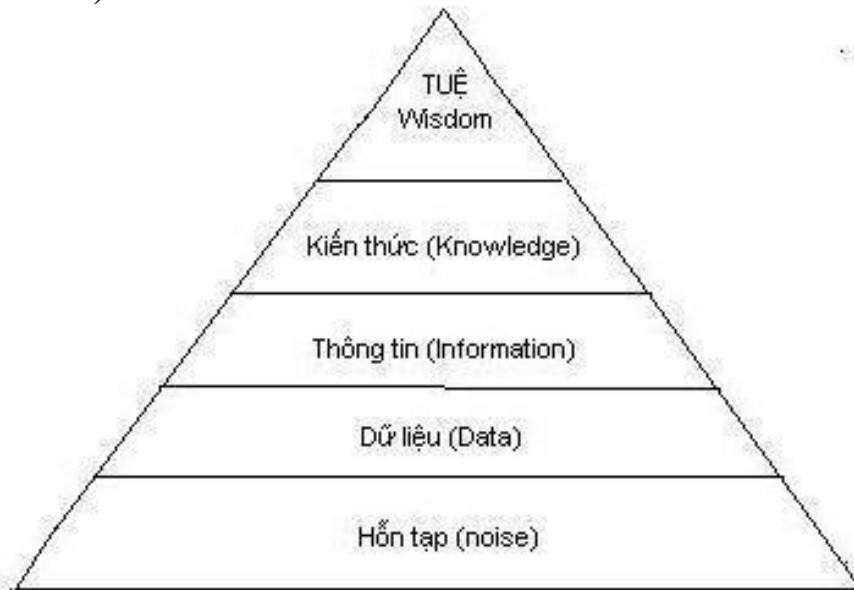 TUỆ
Wisdom
Kiến thức (Knowledge)
Thông tin (Information)
Dữ liệu (Data)
Hỗn tạp (noise)